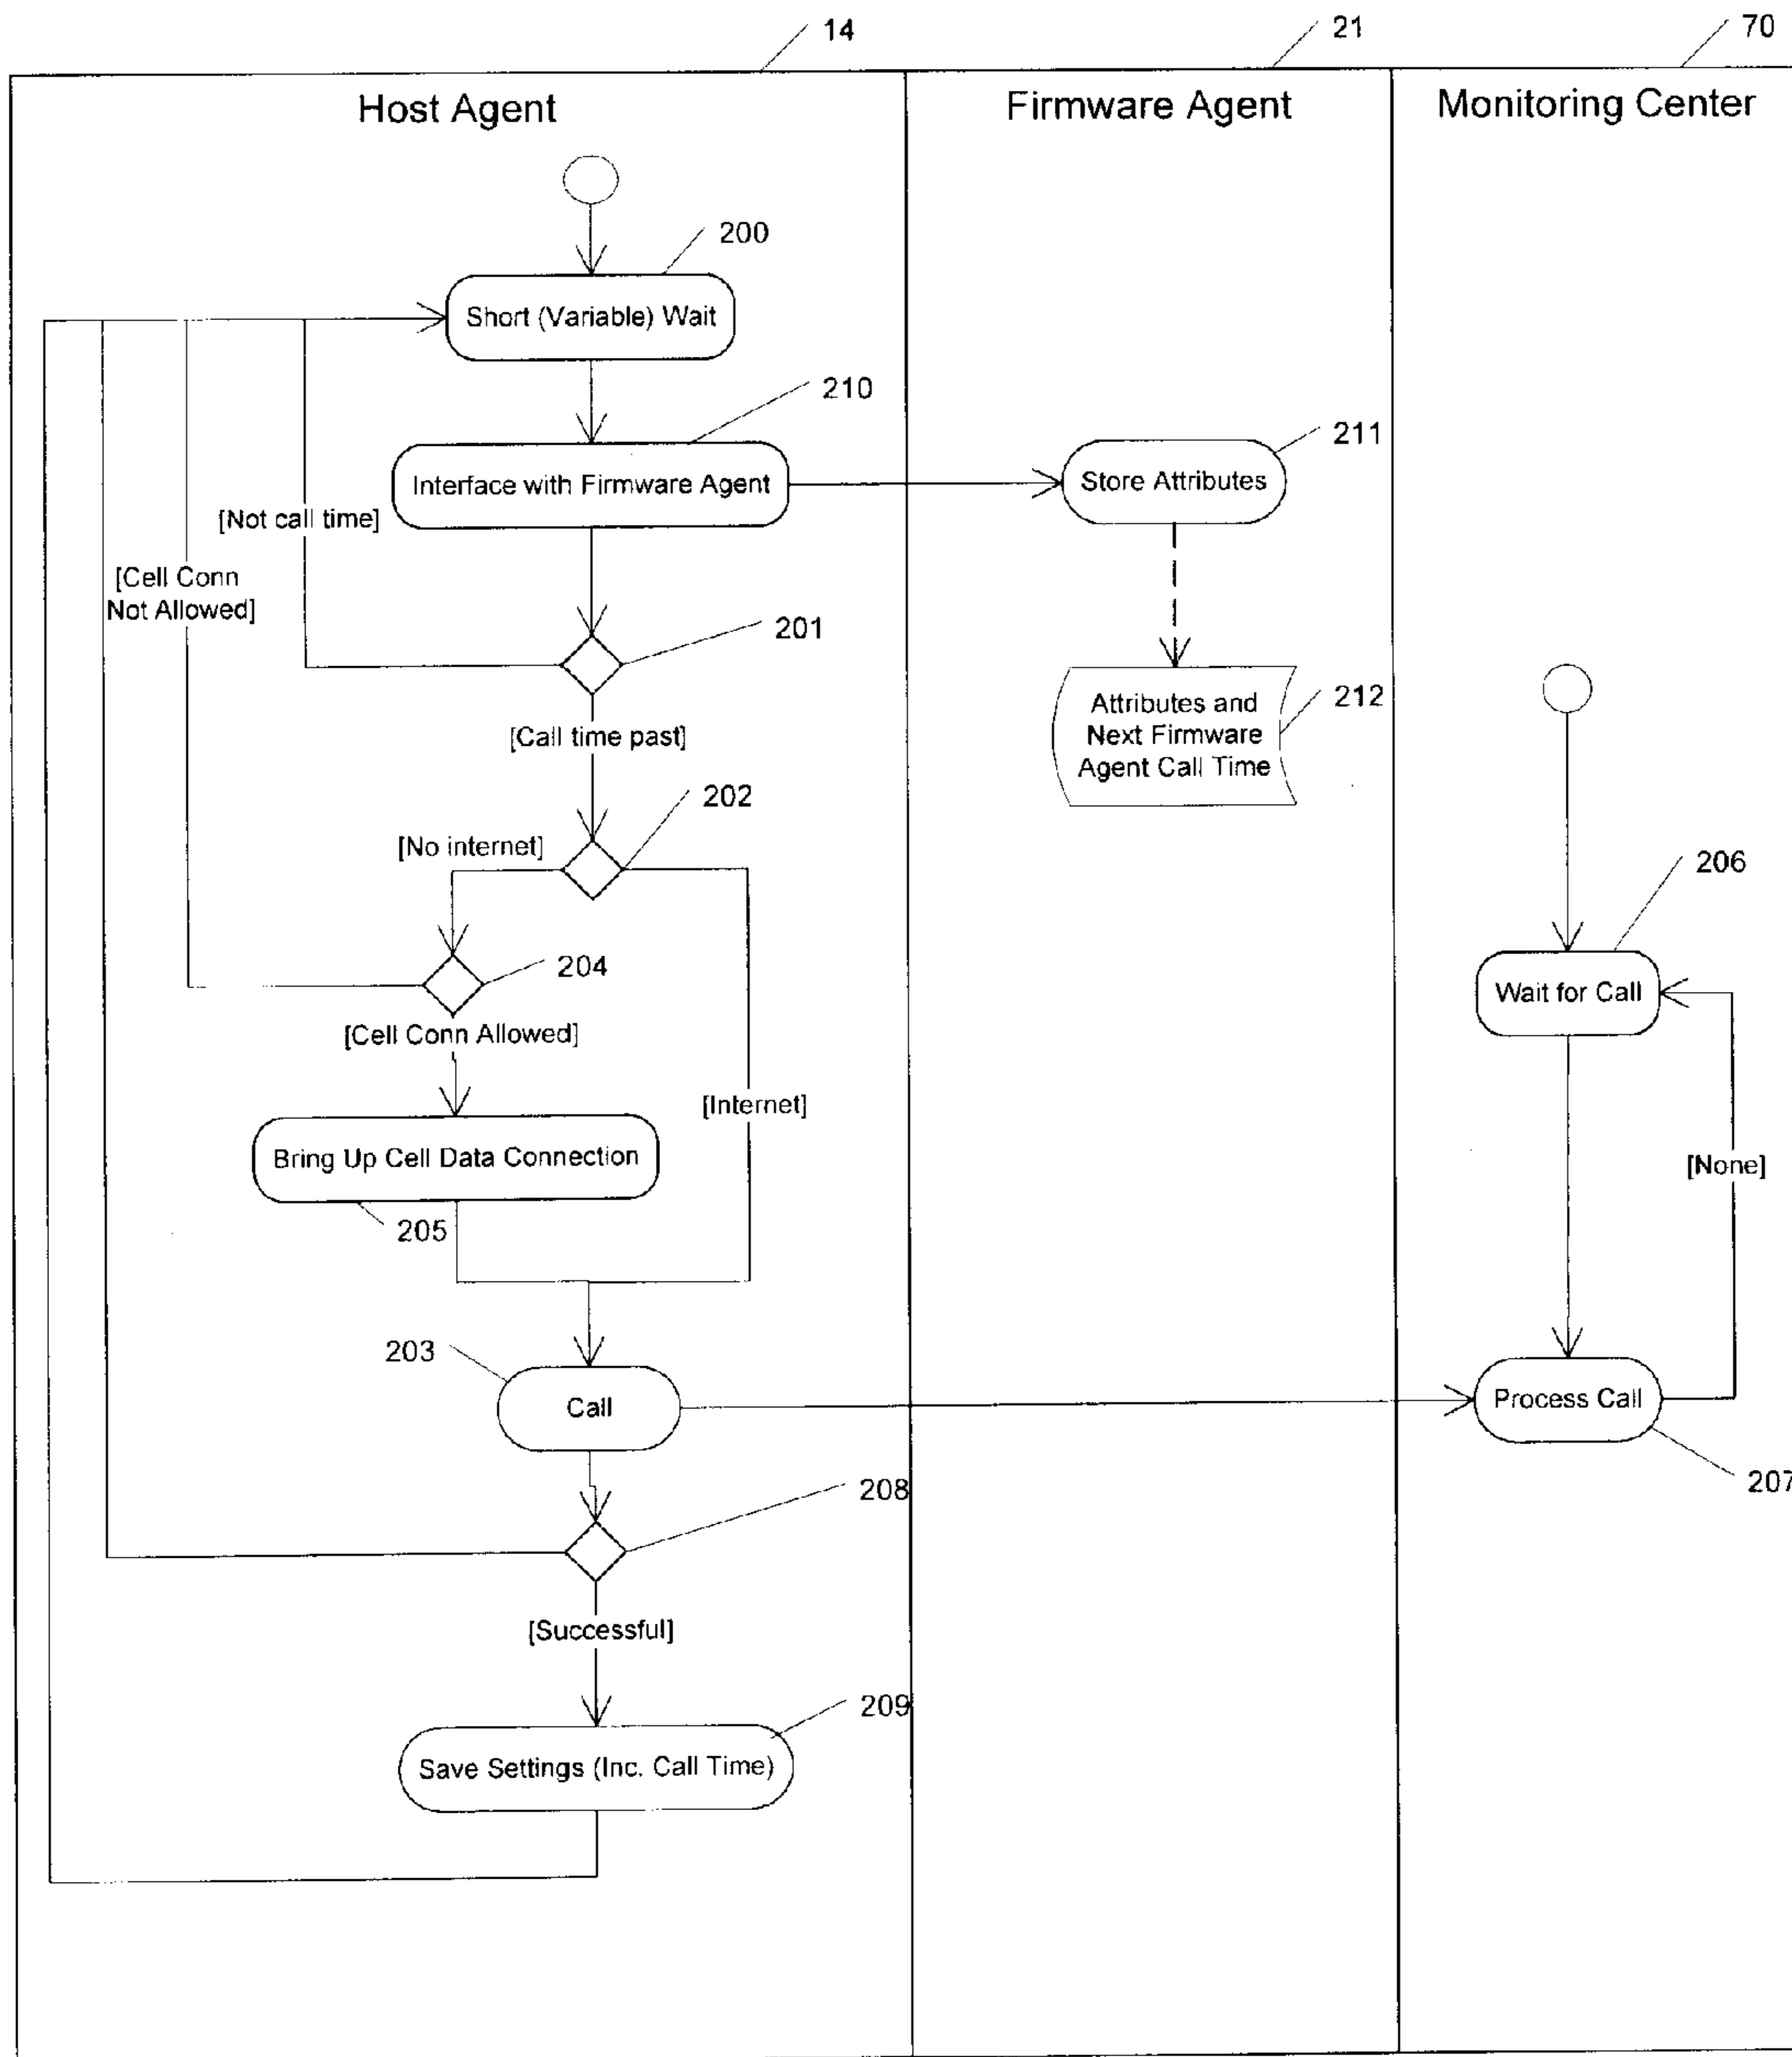 14
21
70
Host Agent
Firmware Agent
Monitoring Center
200
Short (Variable) Wait
210
Interface with Firmware Agent
211
Store Attributes
[Not call time]
[Cell Conn
Not Allowed]
201
[Call time past]
Attributes and
Next Firmware
Agent Call Time
212
202
[No internet]
206
204
Wait for Call
[Cell Conn Allowed]
[Internet]
Bring Up Cell Data Connection
[None]
205
203
Call
Process Call
207
208
[Successful]
209
Save Settings (Inc. Call Time)